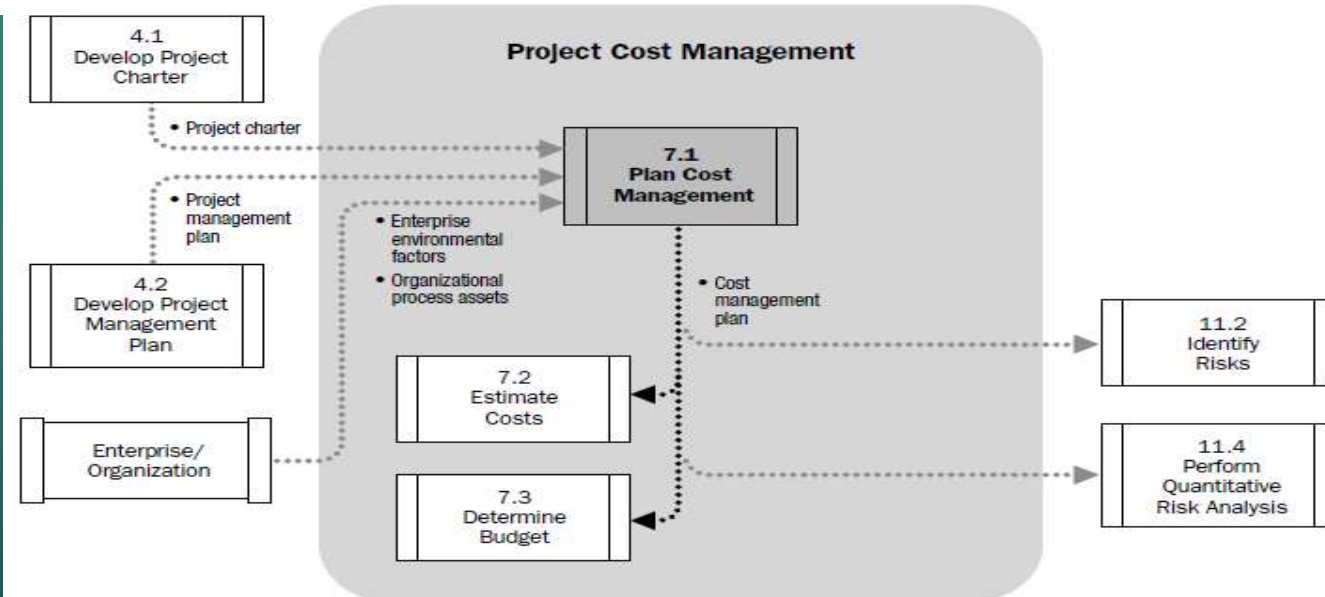 4.1
Develop Project
Charter
Project Cost Management
• Project charter
7.1
Plan Cost
Management
• Project
management
plan
• Enterprise
environmental
factors
• Organizational
process assets
4.2
Develop Project
Management
Plan
• Cost
management
plan
11.2
Identify
Risks
7.2
Estimate
Costs
Enterprise/
Organization
11.4
Perform
Quantitative
Risk Analysis
7.3
Determine
Budget